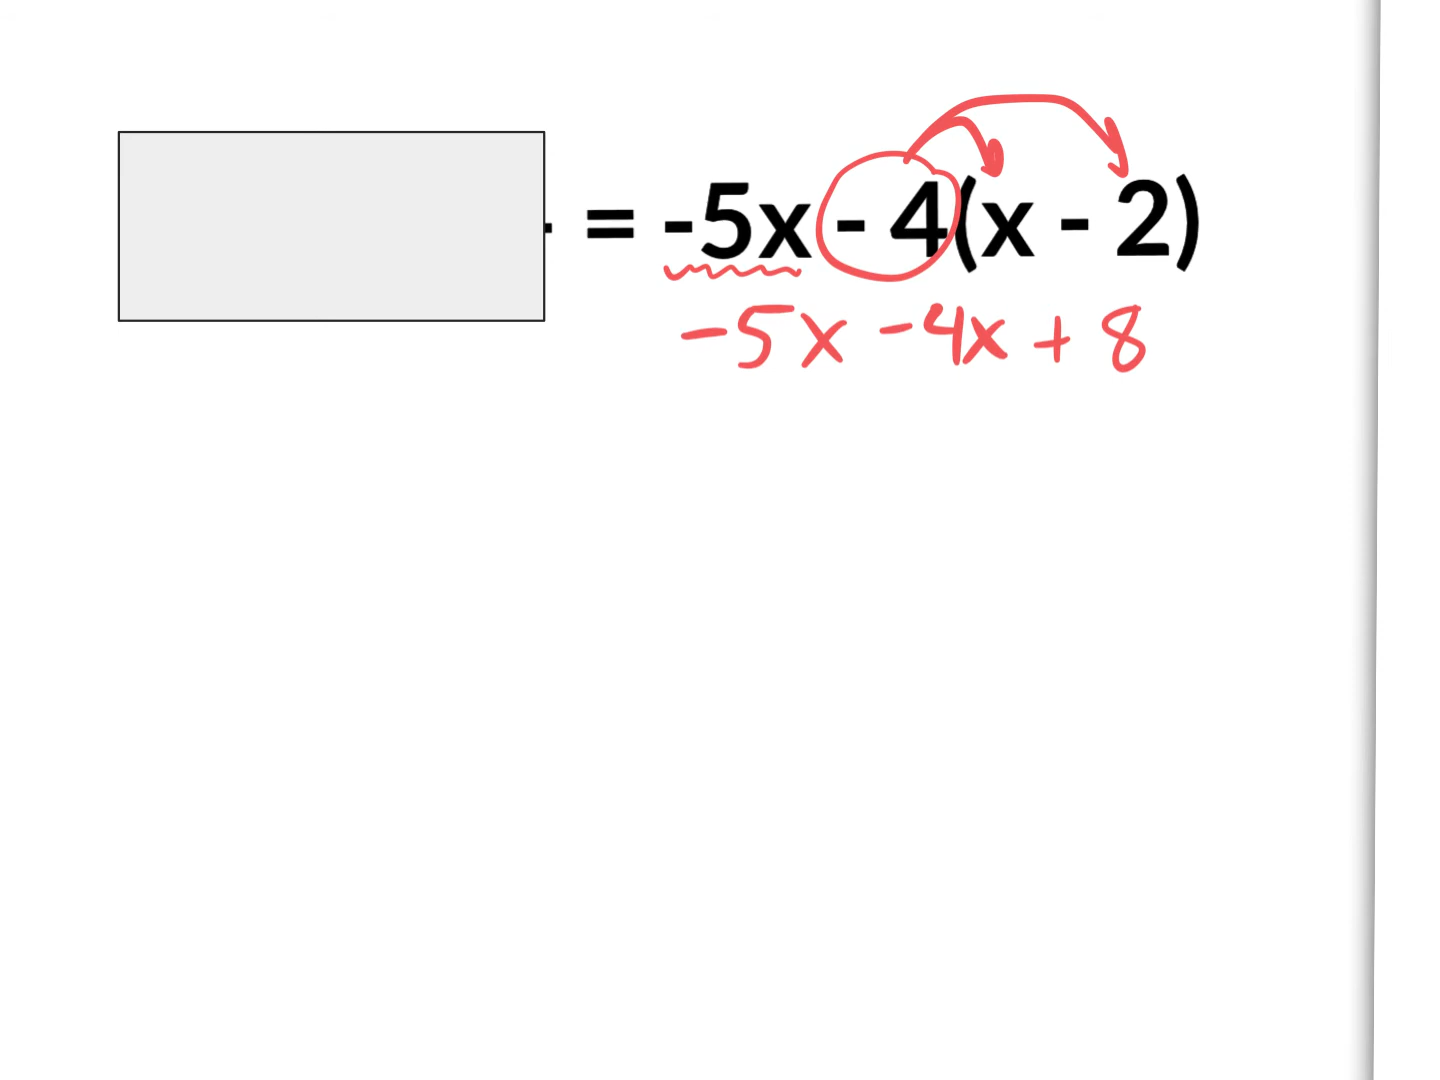 = -5x - 4(x - 2)
-5x -4x + 8